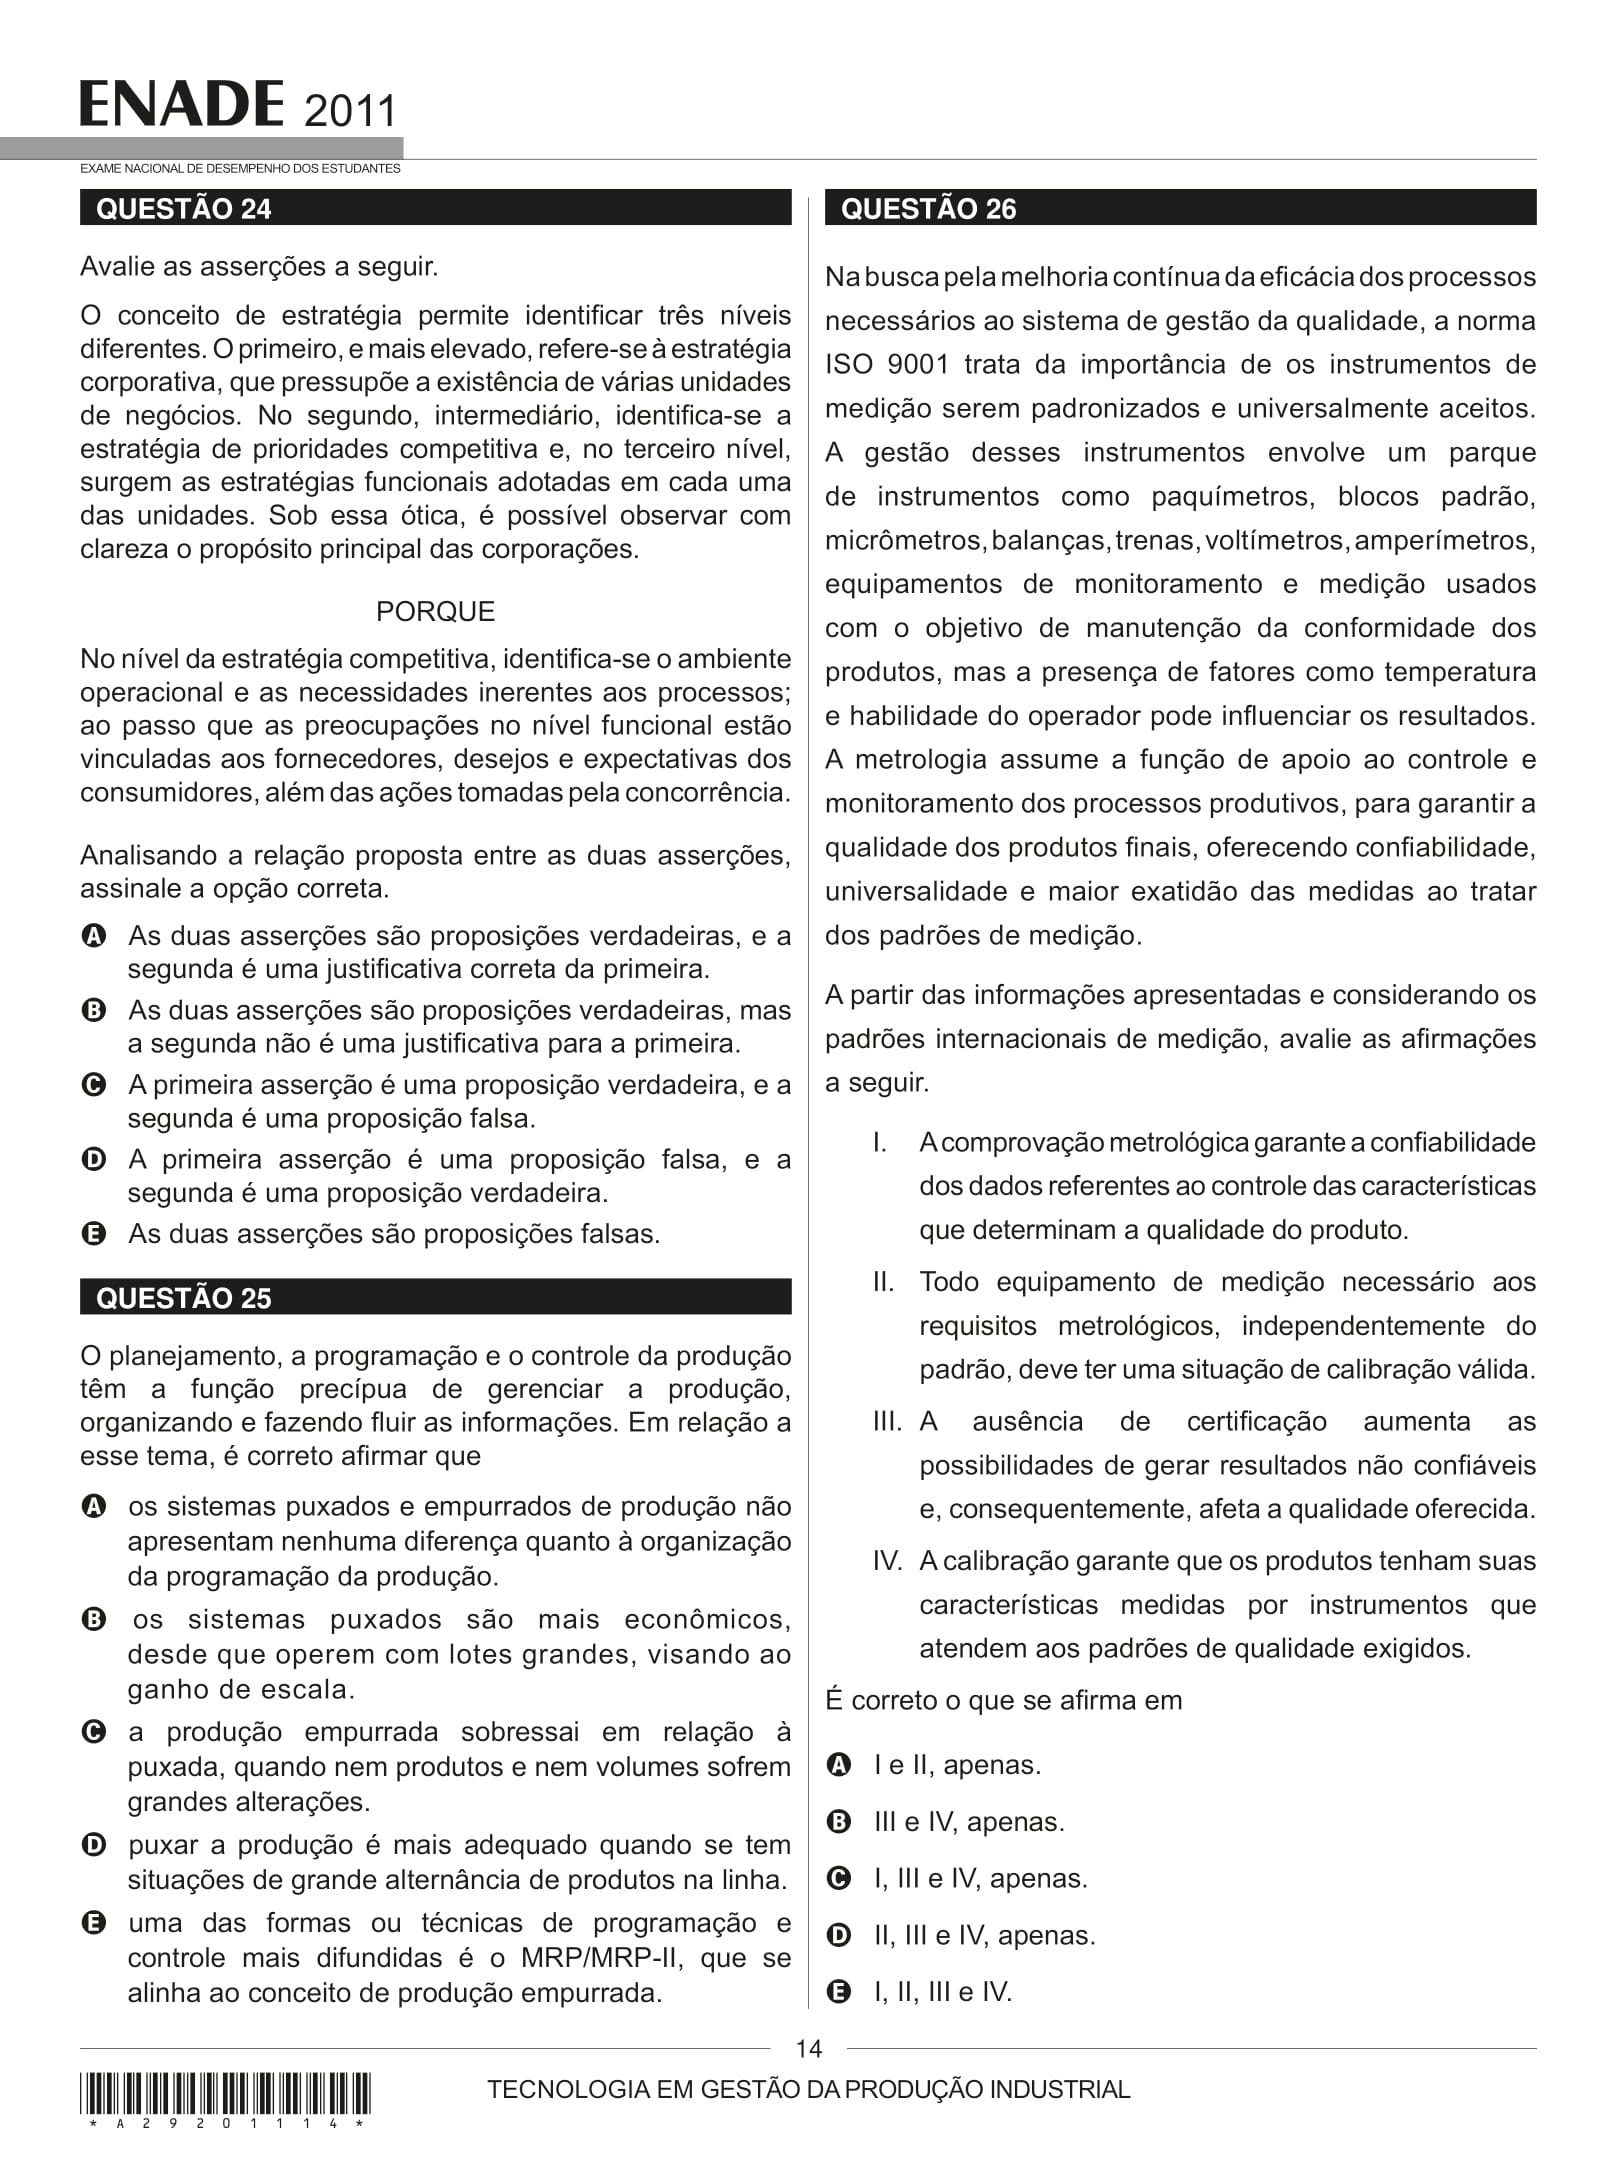 ENADE 2011
EXAME NACIONAL DE DESEMPENHO DOS ESTUDANTES
QUESTÃO 24
Avalie as asserções a seguir.
O conceito de estratégia permite identificar três níveis
diferentes. O primeiro, e mais elevado, refere-se à estratégia
corporativa, que pressupõe a existência de várias unidades
de negócios. No segundo, intermediário, identifica-se a
estratégia de prioridades competitiva e, no terceiro nível,
surgem as estratégias funcionais adotadas em cada uma
das unidades. Sob essa ótica, é possível observar com
clareza o propósito principal das corporações.
PORQUE
No nível da estratégia competitiva, identifica-se o ambiente
operacional e as necessidades inerentes aos processos;
ao passo que as preocupações no nível funcional estão
vinculadas aos fornecedores, desejos e expectativas dos
consumidores, além das ações tomadas pela concorrência.
Analisando a relação proposta entre as duas asserções,
assinale a opção correta.
A As duas asserções são proposições verdadeiras, e a
segunda é uma justificativa correta da primeira.
B As duas asserções são proposições verdadeiras, mas
a segunda não é uma justificativa para a primeira.
C A primeira asserção é uma proposição verdadeira, e a
segunda é uma proposição falsa.
D A primeira asserção é uma proposição falsa, e a
segunda é uma proposição verdadeira.
E As duas asserções são proposições falsas.
QUESTÃO 25
O planejamento, a programação e o controle da produção
têm a função precípua de gerenciar a produção,
organizando e fazendo fluir as informações. Em relação a
esse tema, é correto afirmar que
A os sistemas puxados e empurrados de produção não
apresentam nenhuma diferença quanto à organização
da programação da produção.
B os sistemas puxados são mais econômicos,
desde que operem com lotes grandes, visando ao
ganho de escala.
C a produção empurrada sobressai em relação à
puxada, quando nem produtos e nem volumes sofrem
grandes alterações.
D puxar a produção é mais adequado quando se tem
situações de grande alternância de produtos na linha.
E uma das formas ou técnicas de programação e
controle mais difundidas é o MRP/MRP-II, que se
alinha ao conceito de produção empurrada.
QUESTÃO 26
Na busca pela melhoria contínua da eficácia dos processos
necessários ao sistema de gestão da qualidade, a norma
ISO 9001 trata da importância de os instrumentos de
medição serem padronizados e universalmente aceitos.
A gestão desses instrumentos envolve um parque
de instrumentos como paquímetros, blocos padrão,
micrômetros, balanças, trenas, voltímetros, amperímetros,
equipamentos de monitoramento e medição usados
com o objetivo de manutenção da conformidade dos
produtos, mas a presença de fatores como temperatura
e habilidade do operador pode influenciar os resultados.
A metrologia assume a função de apoio ao controle e
monitoramento dos processos produtivos, para garantir a
qualidade dos produtos finais, oferecendo confiabilidade,
universalidade e maior exatidão das medidas ao tratar
dos padrões de medição.
A partir das informações apresentadas e considerando os
padrões internacionais de medição, avalie as afirmações
a seguir.
I. A comprovação metrológica garante a confiabilidade
dos dados referentes ao controle das características
que determinam a qualidade do produto.
II. Todo equipamento de medição necessário aos
requisitos metrológicos, independentemente do
padrão, deve ter uma situação de calibração válida.
III. A ausência de certificação aumenta as
possibilidades de gerar resultados não confiáveis
e, consequentemente, afeta a qualidade oferecida.
IV. A calibração garante que os produtos tenham suas
características medidas por instrumentos que
atendem aos padrões de qualidade exigidos.
É correto o que se afirma em
A I e II, apenas.
B III e IV, apenas.
C I, III e IV, apenas.
D II, III e IV, apenas.
E I, II, III e IV.
14
TECNOLOGIA EM GESTÃO DA PRODUÇÃO INDUSTRIAL
* A 2 9 2 0 1 1 1 4 *